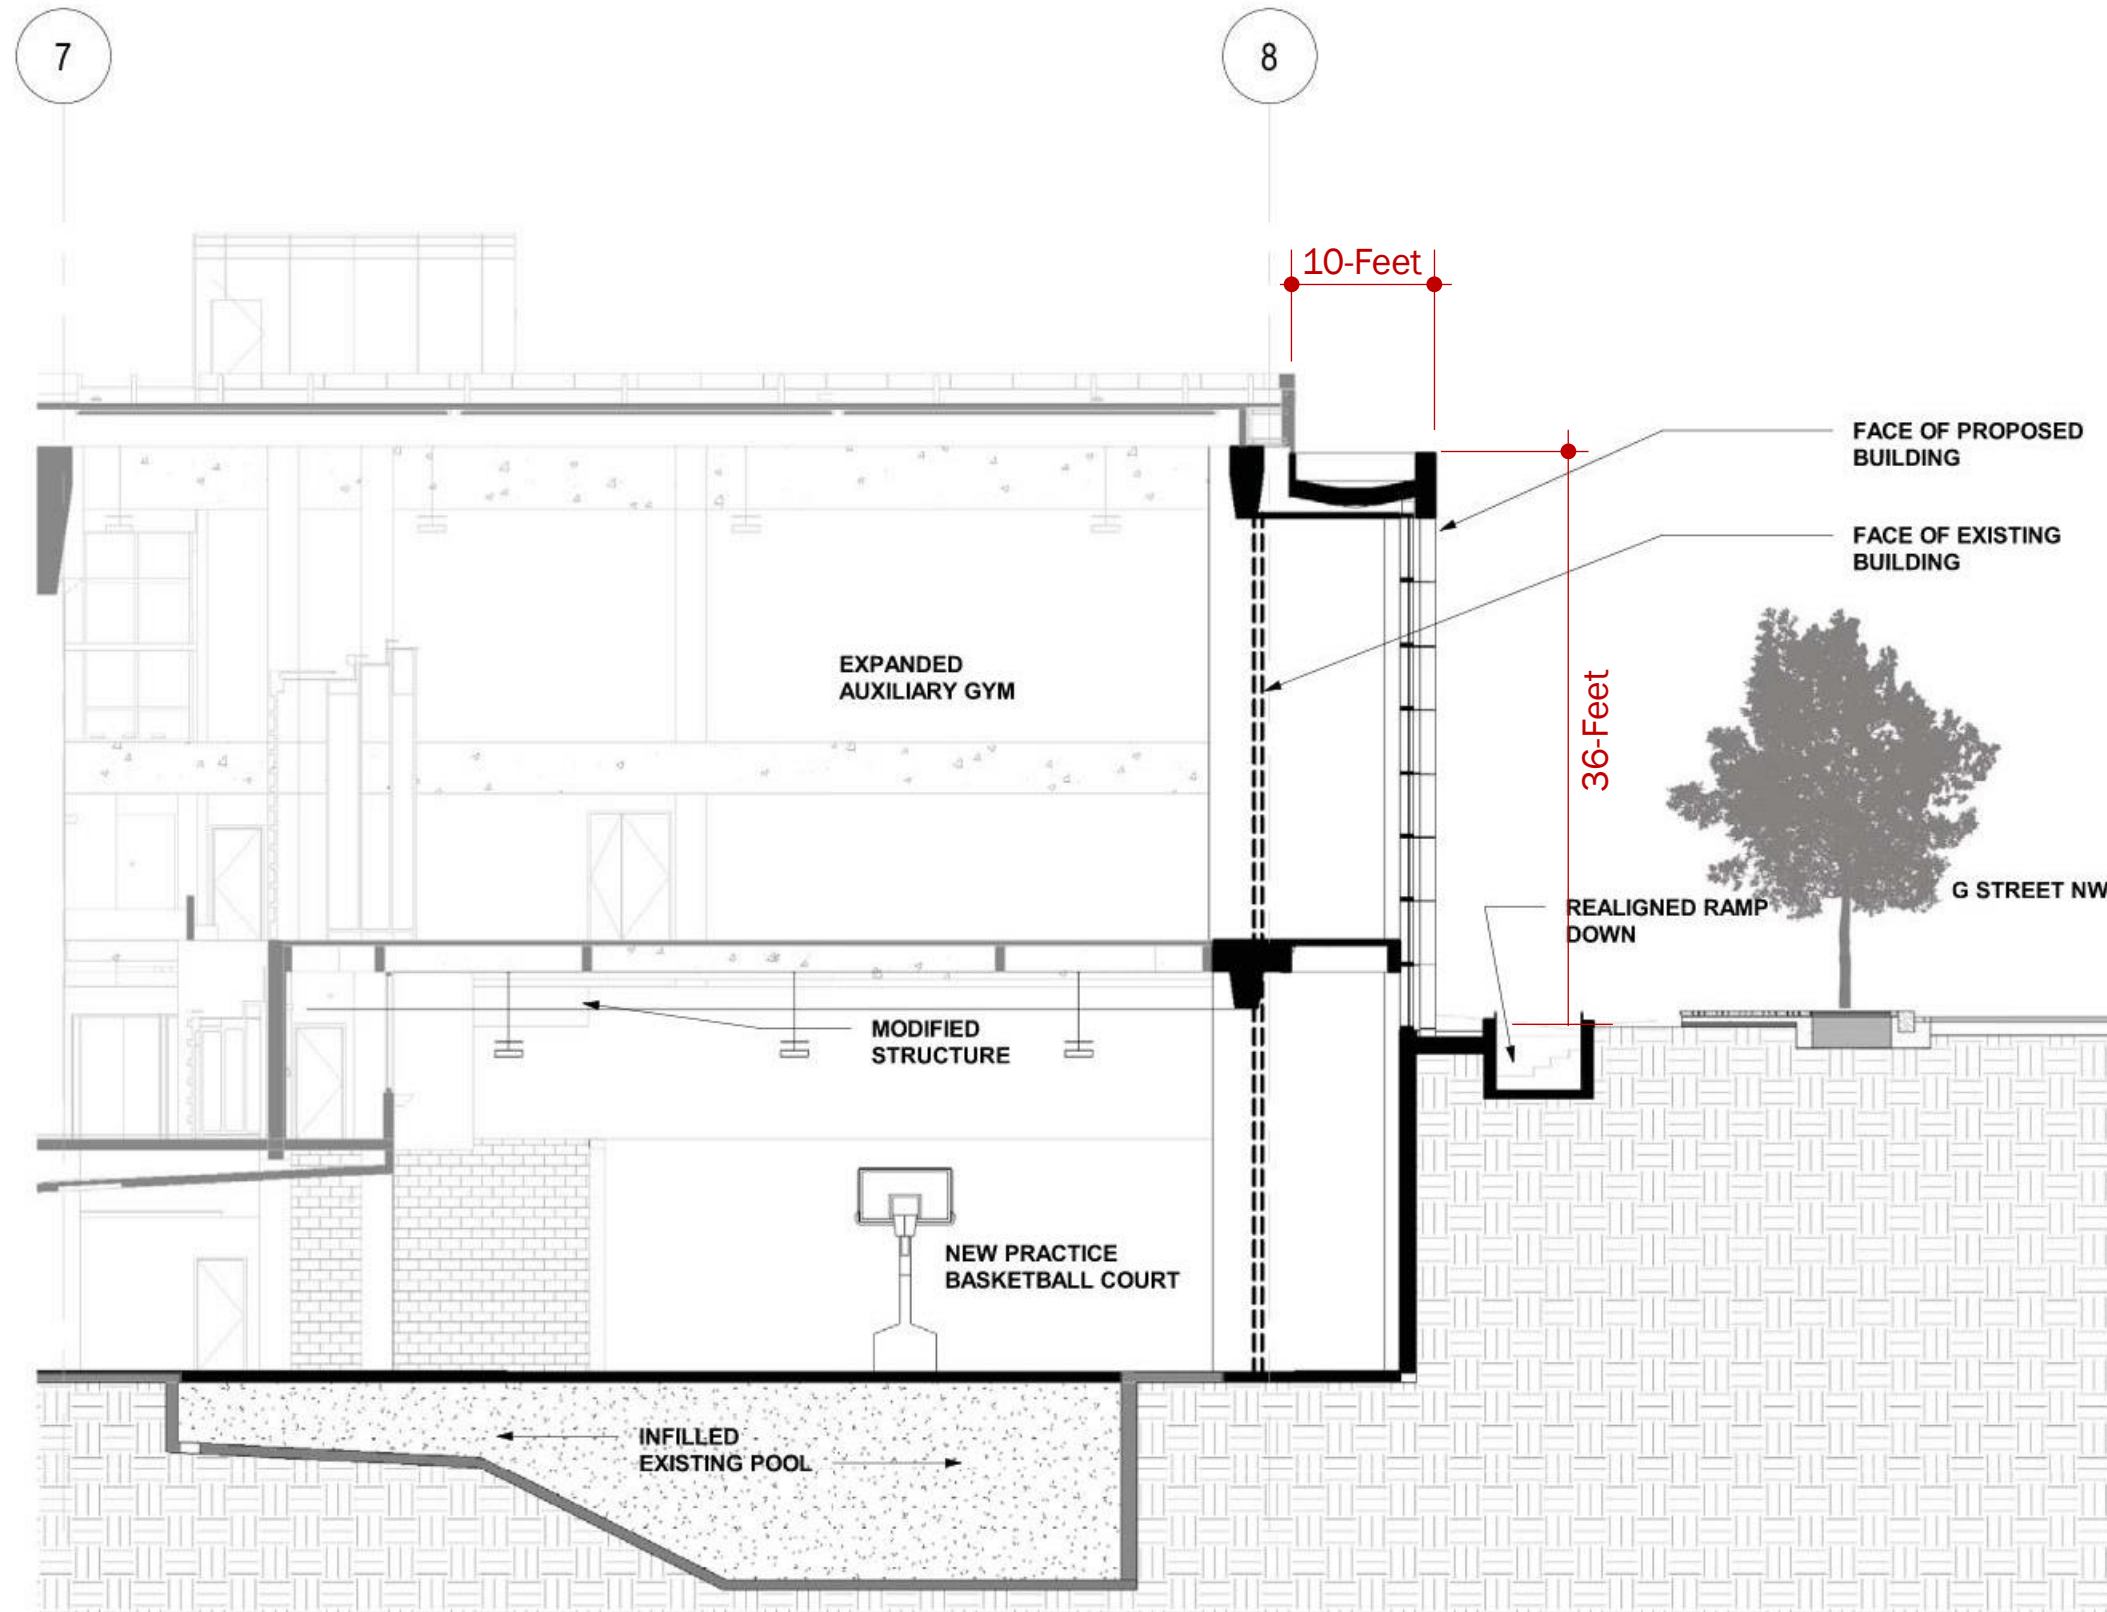 7
8
10-Feet
FACE OF PROPOSED
BUILDING
FACE OF EXISTING
BUILDING
EXPANDED
AUXILIARY GYM
36-Feet
G STREET NW
REALIGNED RAMP
DOWN
MODIFIED
STRUCTURE
NEW PRACTICE
BASKETBALL COURT
INFILLED
EXISTING POOL